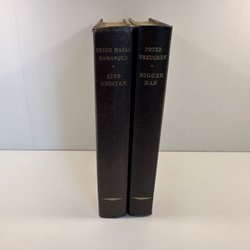 ERICH MARIA
REMARQUE
LIVS-
GNISTAN
PETER
FREUCHEN
NIGGER
DAN